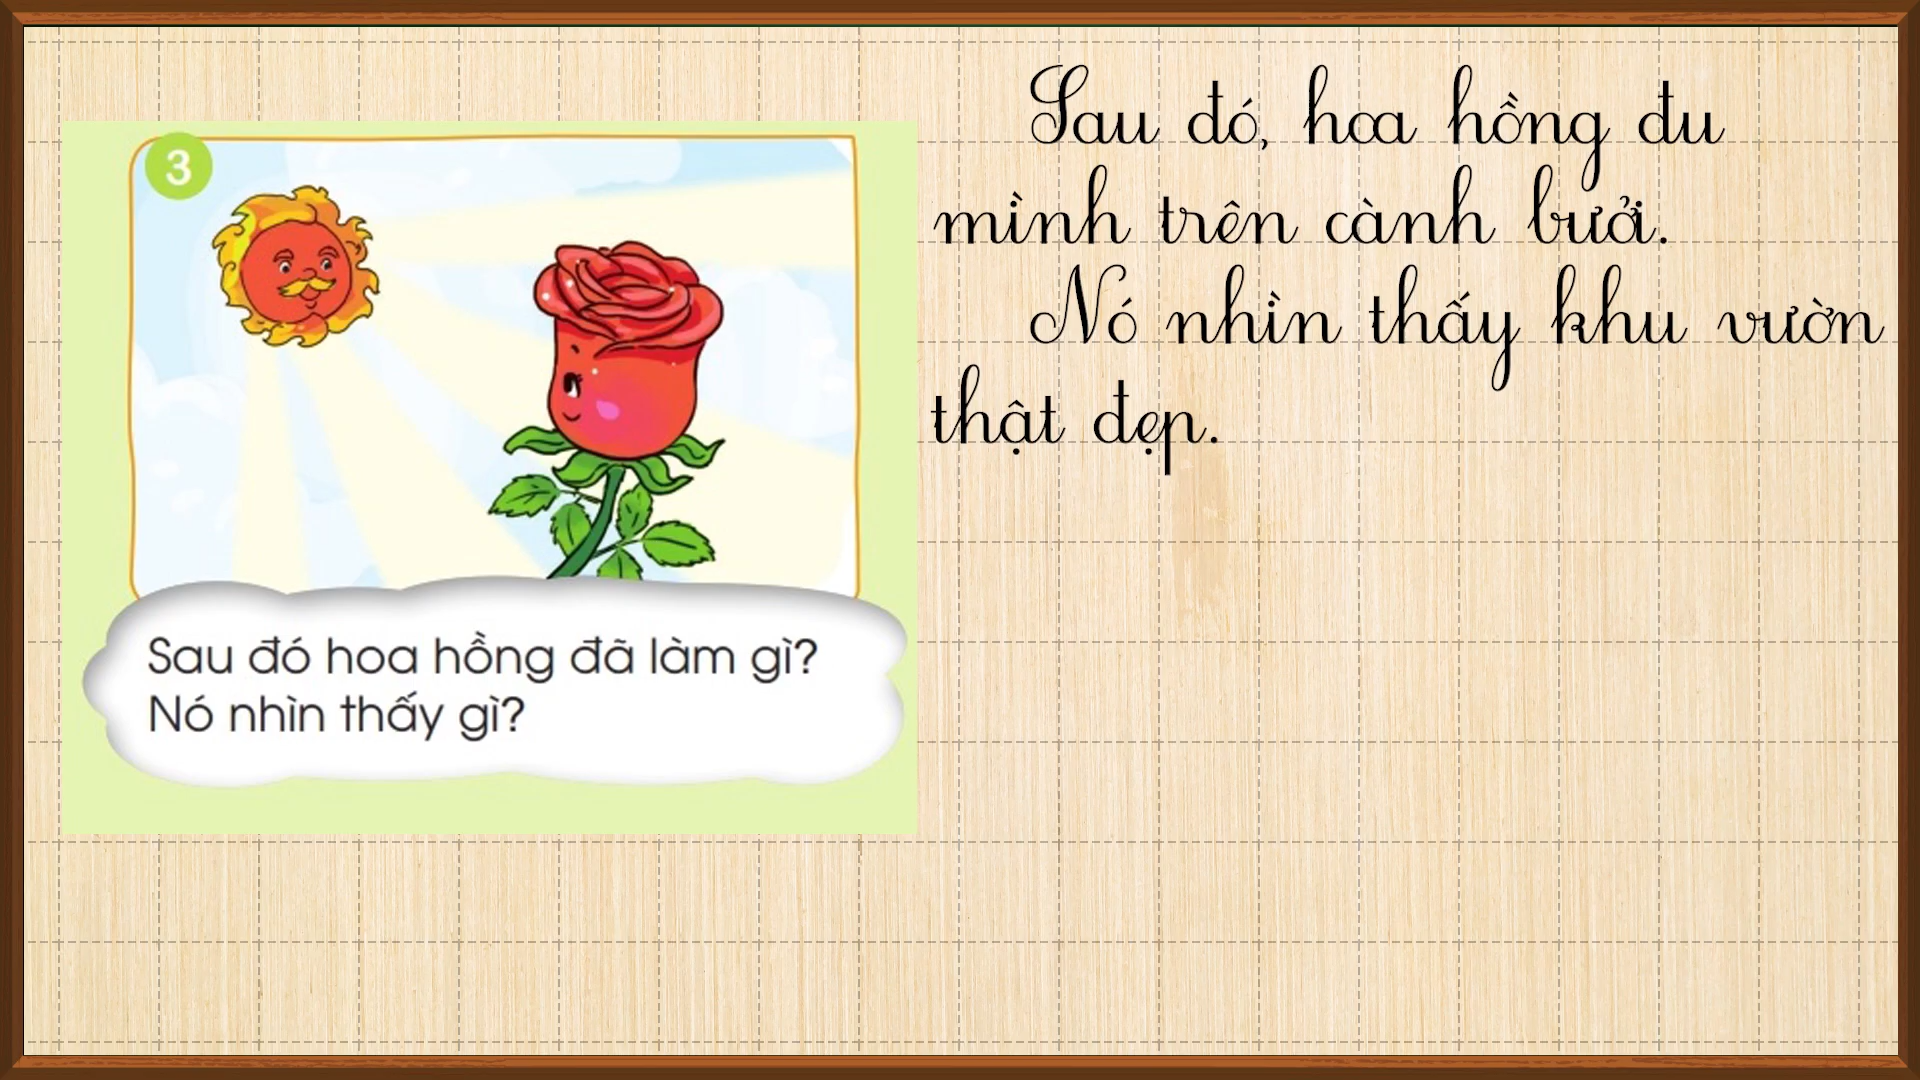 3
Sau đó hoa hồng đã làm gì?
Nó nhìn thấy gì?
Sau đó, hoa hồng đu
mình trên cành bưởi.
Nó nhìn thấy khu vườn
thật đẹp.